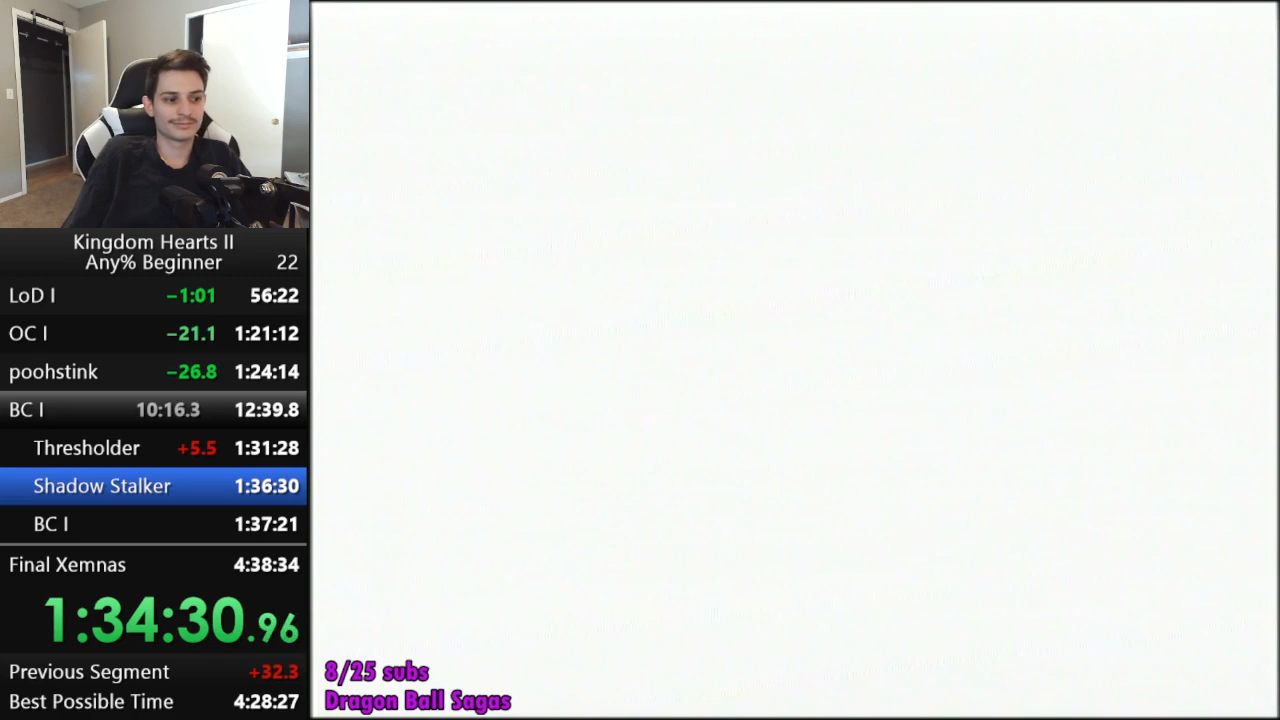 Kingdom Hearts II
Any% Beginner 22
LoD I -1:01 56:22
OC I -21.1 1:21:12
poohstink -26.8 1:24:14
BC I 10:16.3 12:39.8
Thresholder +5.5 1:31:28
Shadow Stalker 1:36:30
BC I 1:37:21
Final Xemnas 4:38:34
1:34:30.96
Previous Segment +32.3
Best Possible Time 4:28:27
8/25 subs
Dragon Ball Sagas